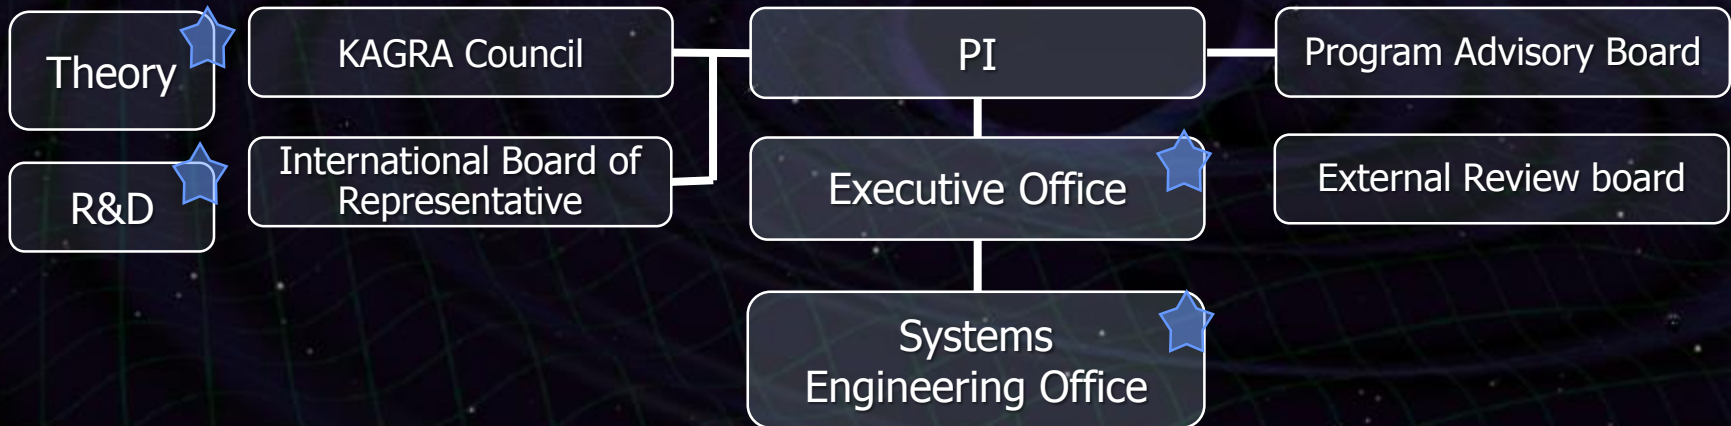 Theory
KAGRA Council
PI
Program Advisory Board
R&D
International Board of
Representative
Executive Office
External Review board
Systems
Engineering Office